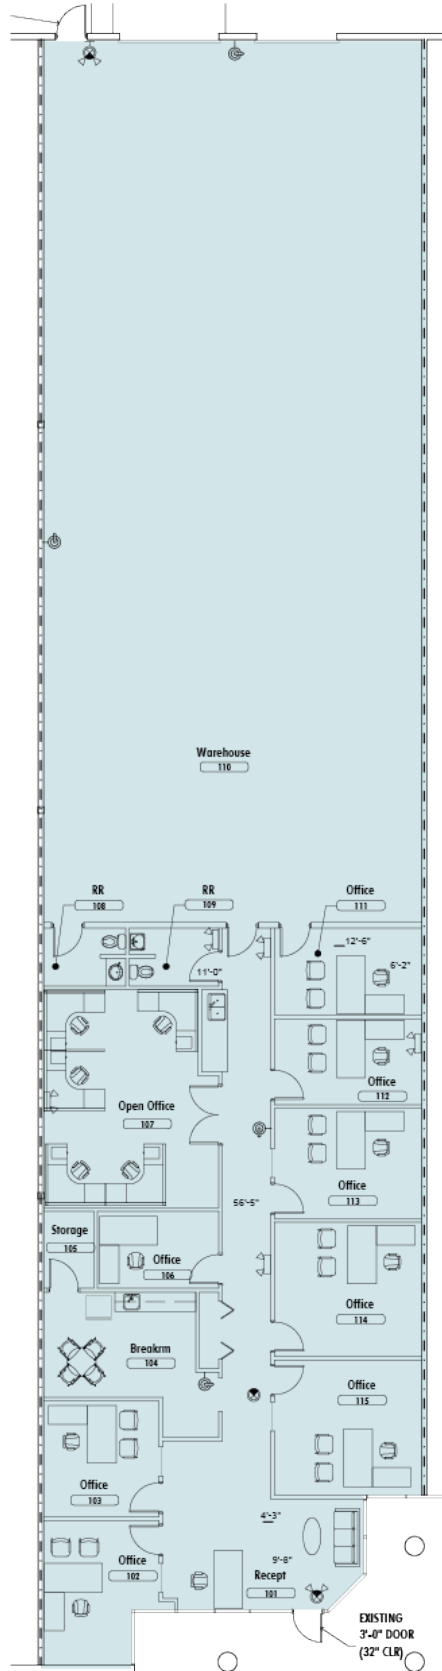 Warehouse
110
RR
108
RR
109
Office
111
12'-6"
6'-2"
11'-0"
Office
112
Open Office
107
Office
113
56'-5"
Storage
105
Office
106
Office
114
Breakrm
104
Office
115
Office
103
4'-3"
Office
102
9'-8"
Recept
101
EXISTING
3'-0" DOOR
(32" CLR)